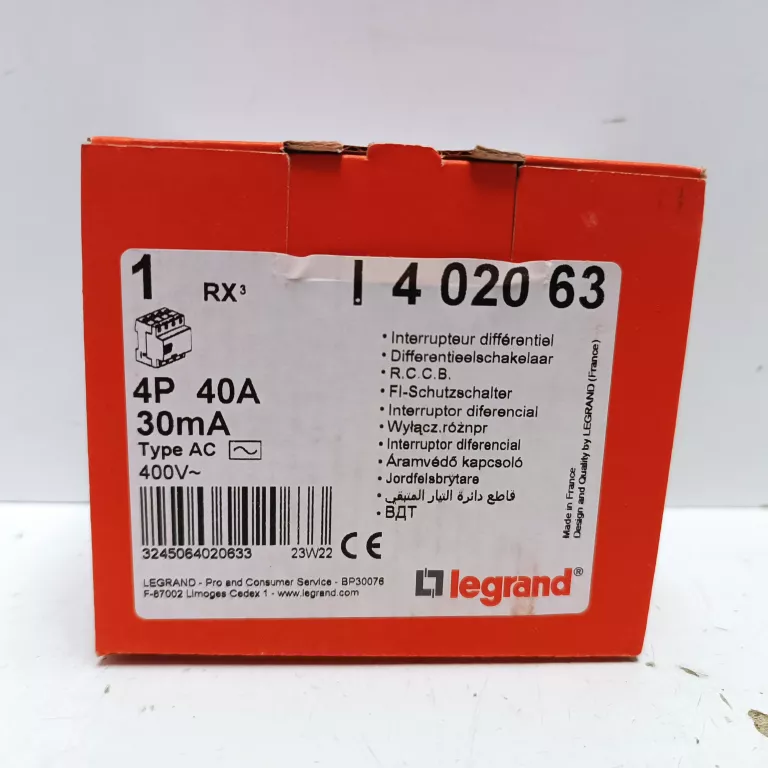 1 RX³ I 4 020 63
4P 40A
30mA
Type AC
400V~
3245064020633 23W22
CE
LEGRAND - Pro and Consumer Service - BP30076
F-87002 Limoges Cedex 1 - www.legrand.com
• Interrupteur différentiel
• Differentieelschakelaar
• R.C.C.B.
• FI-Schutzschalter
• Interruptor diferencial
• Wyłącz.różnpr
• Interruptor diferencial
• Áramvédő kapcsoló
• Jordfelsbrytare
• قاطع دائرة التيار المتبقي
• ВДТ
legrand®
Made in France
Design and Quality by LEGRAND (France)